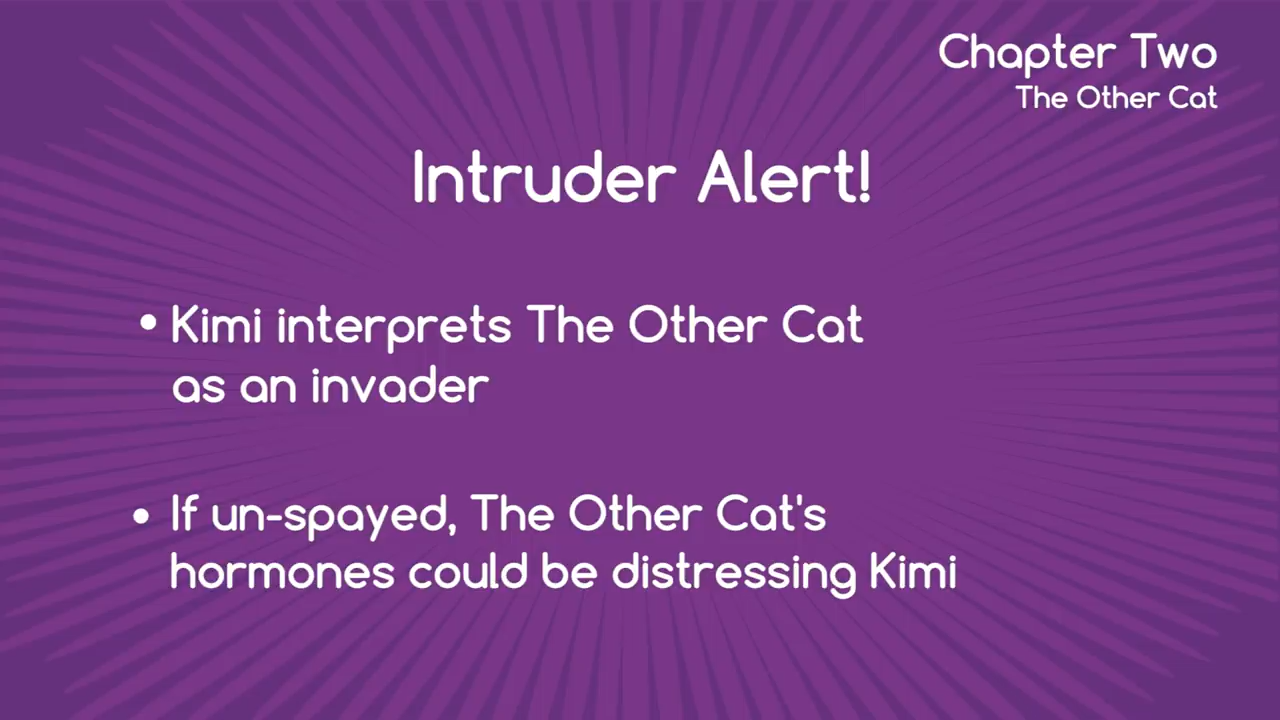 Chapter Two
The Other Cat
Intruder Alert!
• Kimi interprets The Other Cat
as an invader
• If un-spayed, The Other Cat's
hormones could be distressing Kimi